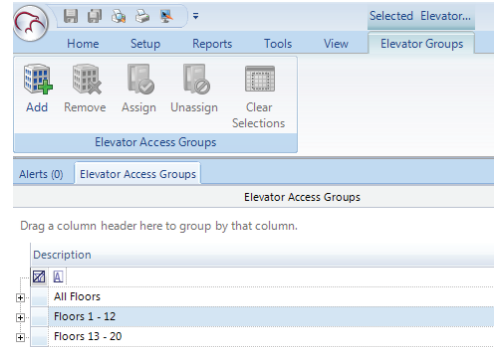 Selected Elevator...
Home Setup Reports Tools View Elevator Groups
Add Remove Assign Unassign Clear
Selections
Elevator Access Groups
Alerts (0) Elevator Access Groups
Elevator Access Groups
Drag a column header here to group by that column.
Description
A
All Floors
Floors 1 - 12
Floors 13 - 20